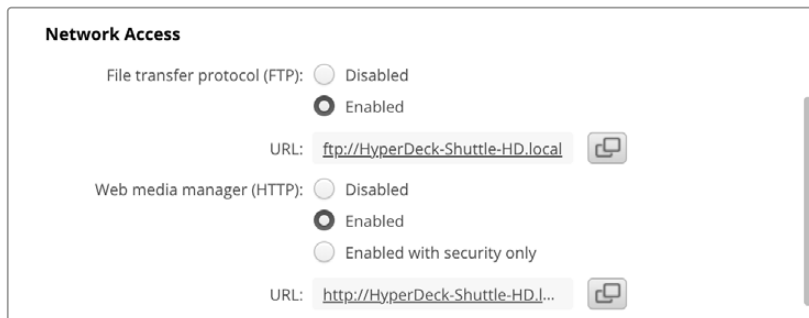 Network Access
File transfer protocol (FTP): Disabled
Enabled
URL: ftp://HyperDeck-Shuttle-HD.local
Web media manager (HTTP): Disabled
Enabled
Enabled with security only
URL: http://HyperDeck-Shuttle-HD.l...